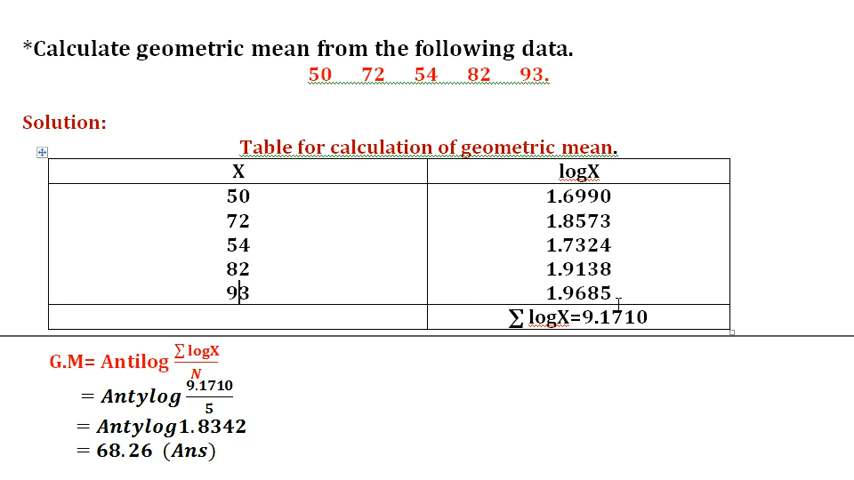 *Calculate geometric mean from the following data.
50 72 54 82 93.
Solution:
Table for calculation of geometric mean.
X logX
50 1.6990
72 1.8573
54 1.7324
82 1.9138
93 1.9685
∑ logX=9.1710
G.M= Antilog ∑logX
N
= Antylog 9.1710
5
= Antylog1.8342
= 68.26 (Ans)